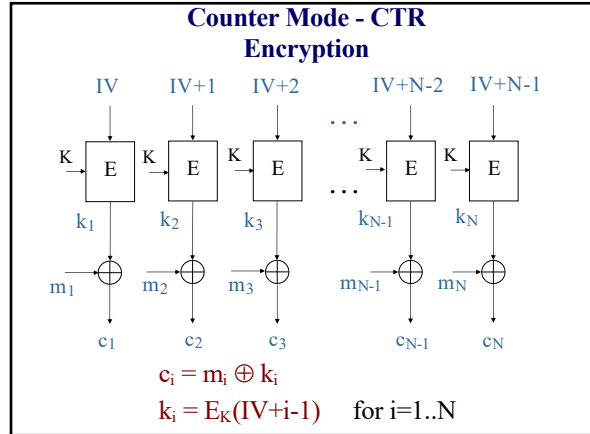 Counter Mode - CTR
Encryption
IV IV+1 IV+2 IV+N-2 IV+N-1
...
K E K E K E ... K E K E
k₁ k₂ k₃ kN-1 kN
m₁ m₂ m₃ mN-1 mN
c₁ c₂ c₃ cN-1 cN
cᵢ = mᵢ ⊕ kᵢ
kᵢ = EK(IV+i-1) for i=1..N